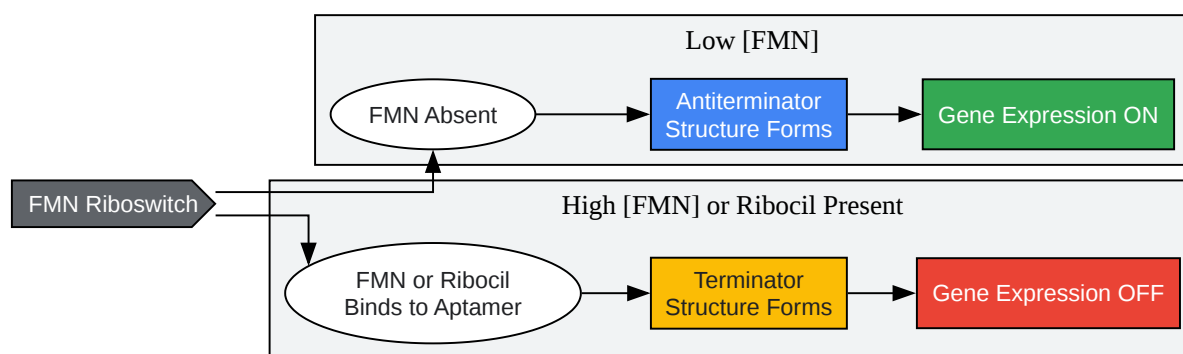 Low [FMN]
FMN Absent
Antiterminator
Structure Forms
Gene Expression ON
FMN Riboswitch
High [FMN] or Ribocil Present
FMN or Ribocil
Binds to Aptamer
Terminator
Structure Forms
Gene Expression OFF